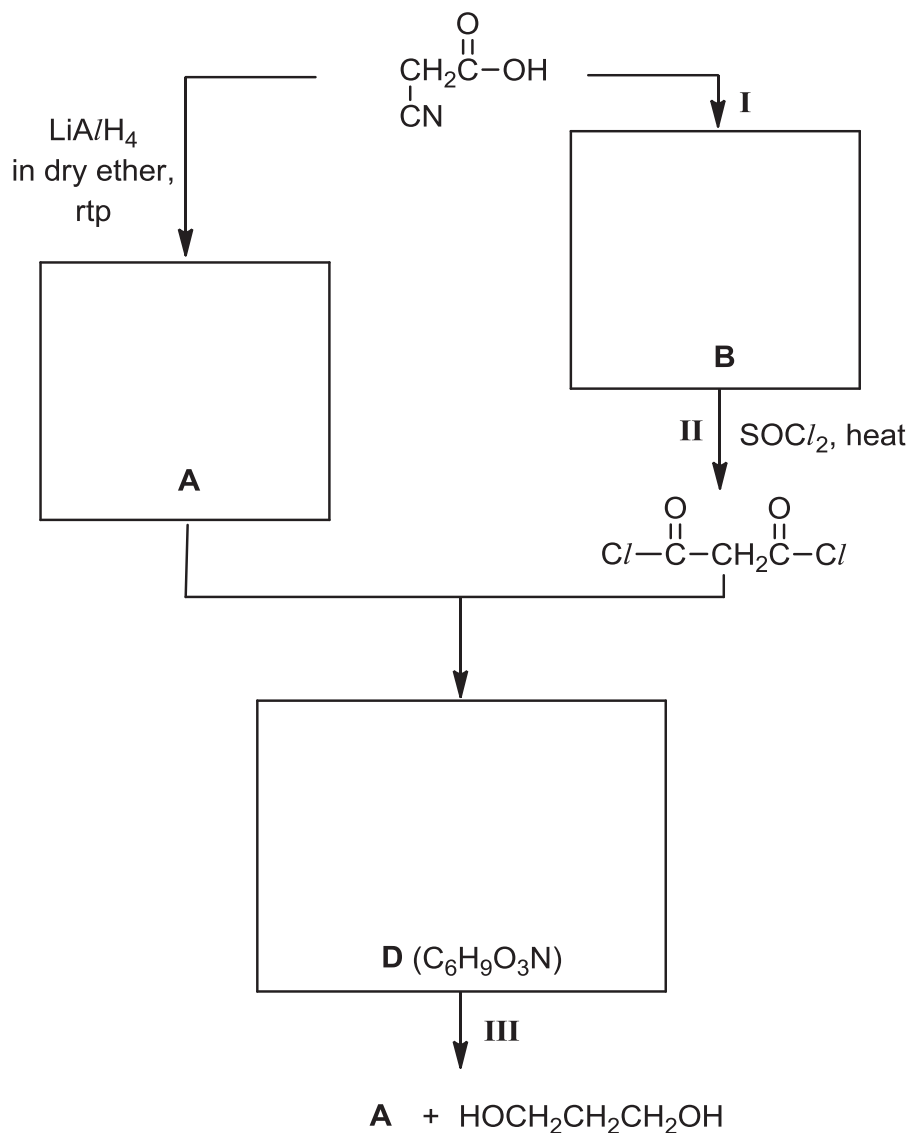 O
CH₂C–OH
CN
I
LiAlH₄
in dry ether,
rtp
A
B
II SOCl₂, heat
O O
Cl–C–CH₂C–Cl
D (C₆H₉O₃N)
III
A + HOCH₂CH₂CH₂OH